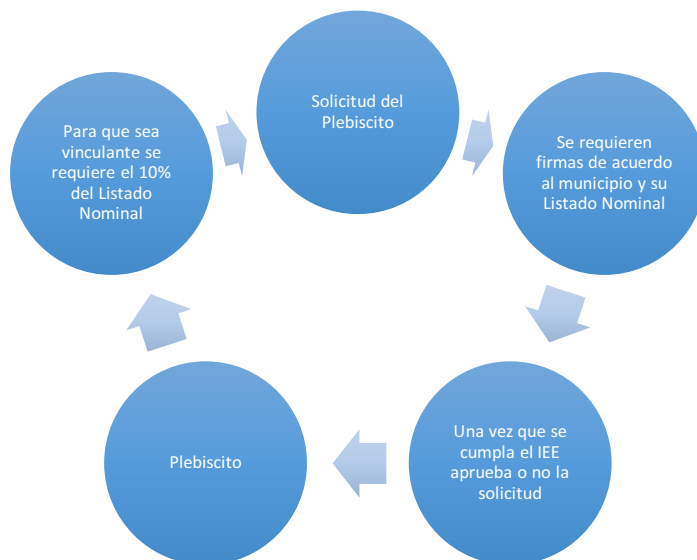 Solicitud del
Plebiscito
Se requieren
firmas de acuerdo
al municipio y su
Listado Nominal
Una vez que se
cumpla el IEE
aprueba o no la
solicitud
Plebiscito
Para que sea
vinculante se
requiere el 10%
del Listado
Nominal